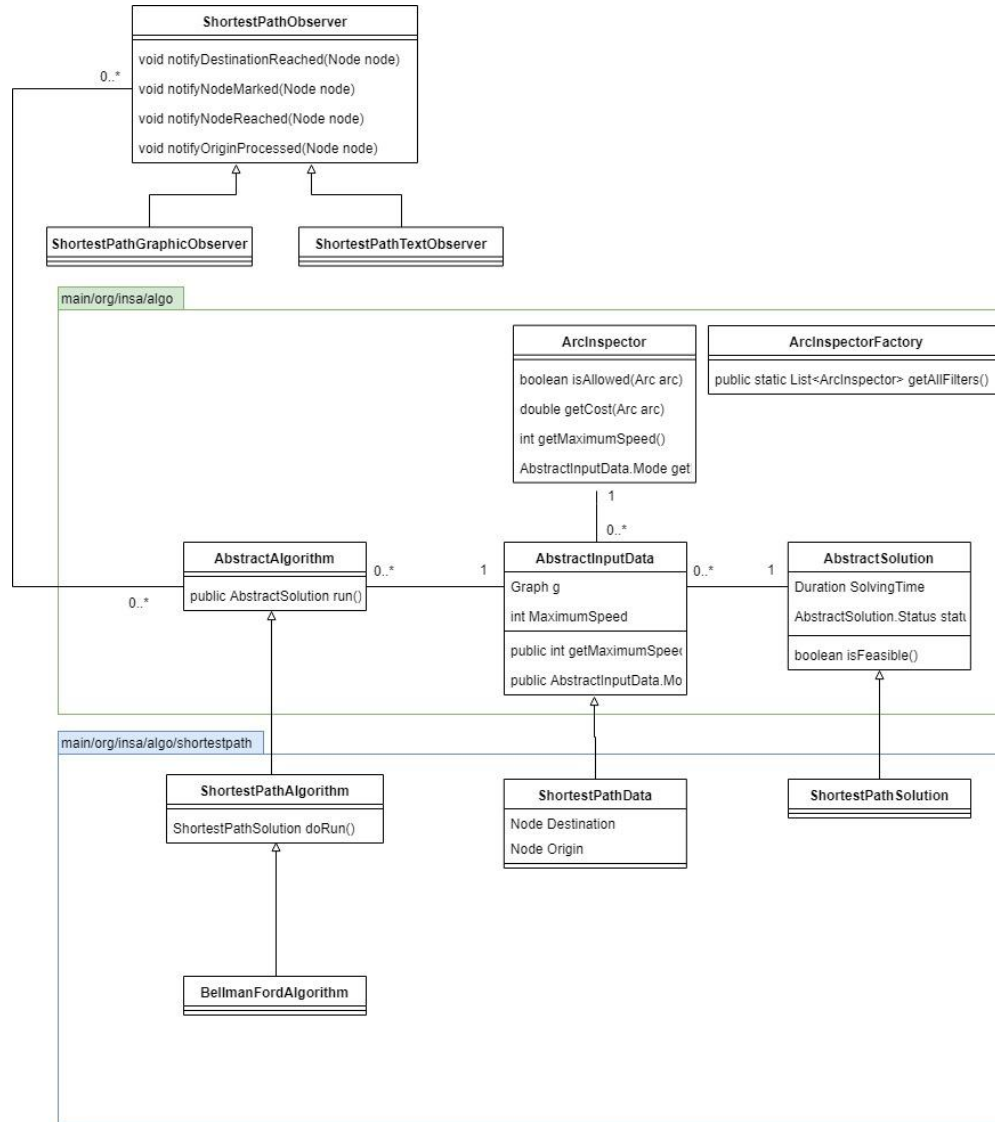 ShortestPathObserver
void notifyDestinationReached(Node node)
void notifyNodeMarked(Node node)
void notifyNodeReached(Node node)
void notifyOriginProcessed(Node node)
0..*
ShortestPathGraphicObserver
ShortestPathTextObserver
main/org/insa/algo
ArcInspector
boolean isAllowed(Arc arc)
double getCost(Arc arc)
int getMaximumSpeed()
AbstractInputData.Mode get
ArcInspectorFactory
public static List<ArcInspector> getAllFilters()
1
0..*
AbstractAlgorithm
public AbstractSolution run()
0..*
0..*
1
AbstractInputData
Graph g
int MaximumSpeed
public int getMaximumSpeed
public AbstractInputData.Mo
0..*
1
AbstractSolution
Duration SolvingTime
AbstractSolution.Status statu
boolean isFeasible()
main/org/insa/algo/shortestpath
ShortestPathAlgorithm
ShortestPathSolution doRun()
ShortestPathData
Node Destination
Node Origin
ShortestPathSolution
BellmanFordAlgorithm